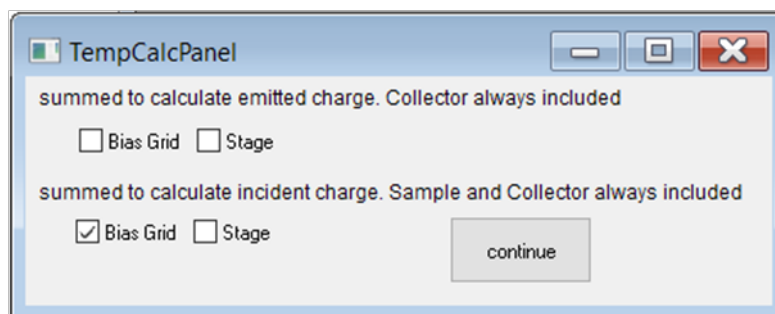 TempCalcPanel
summed to calculate emitted charge. Collector always included
Bias Grid Stage
summed to calculate incident charge. Sample and Collector always included
Bias Grid Stage
continue